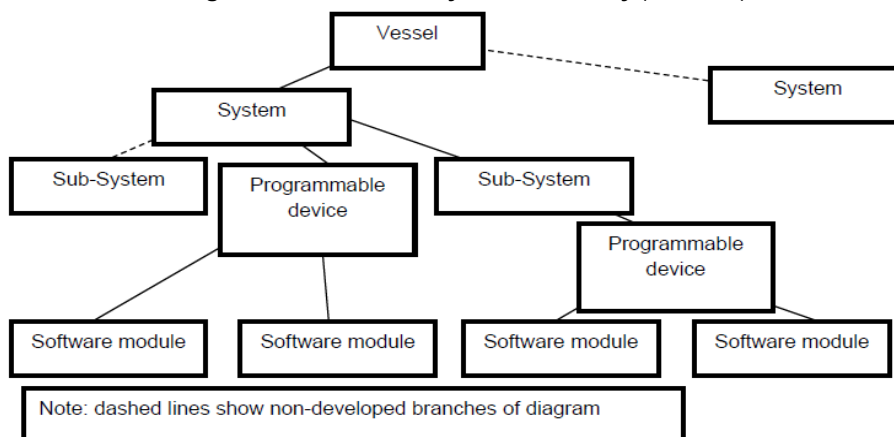 Vessel
System
System
Sub-System
Programmable
device
Sub-System
Programmable
device
Software module
Software module
Software module
Software module
Note: dashed lines show non-developed branches of diagram